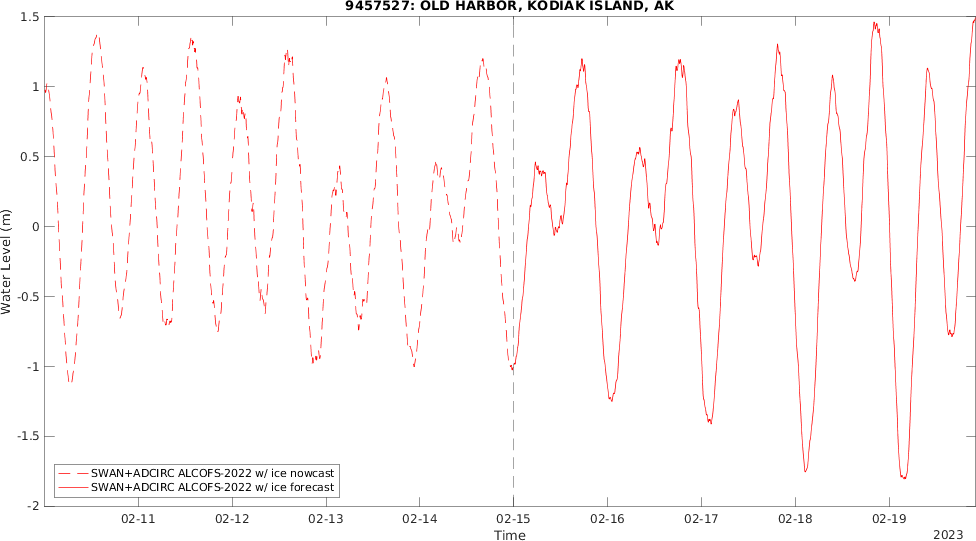 9457527: OLD HARBOR, KODIAK ISLAND, AK
1.5
1
0.5
0
-0.5
-1
-1.5
-2
Water Level (m)
SWAN+ADCIRC ALCOFS-2022 w/ ice nowcast
SWAN+ADCIRC ALCOFS-2022 w/ ice forecast
02-11 02-12 02-13 02-14 02-15 02-16 02-17 02-18 02-19
Time
2023